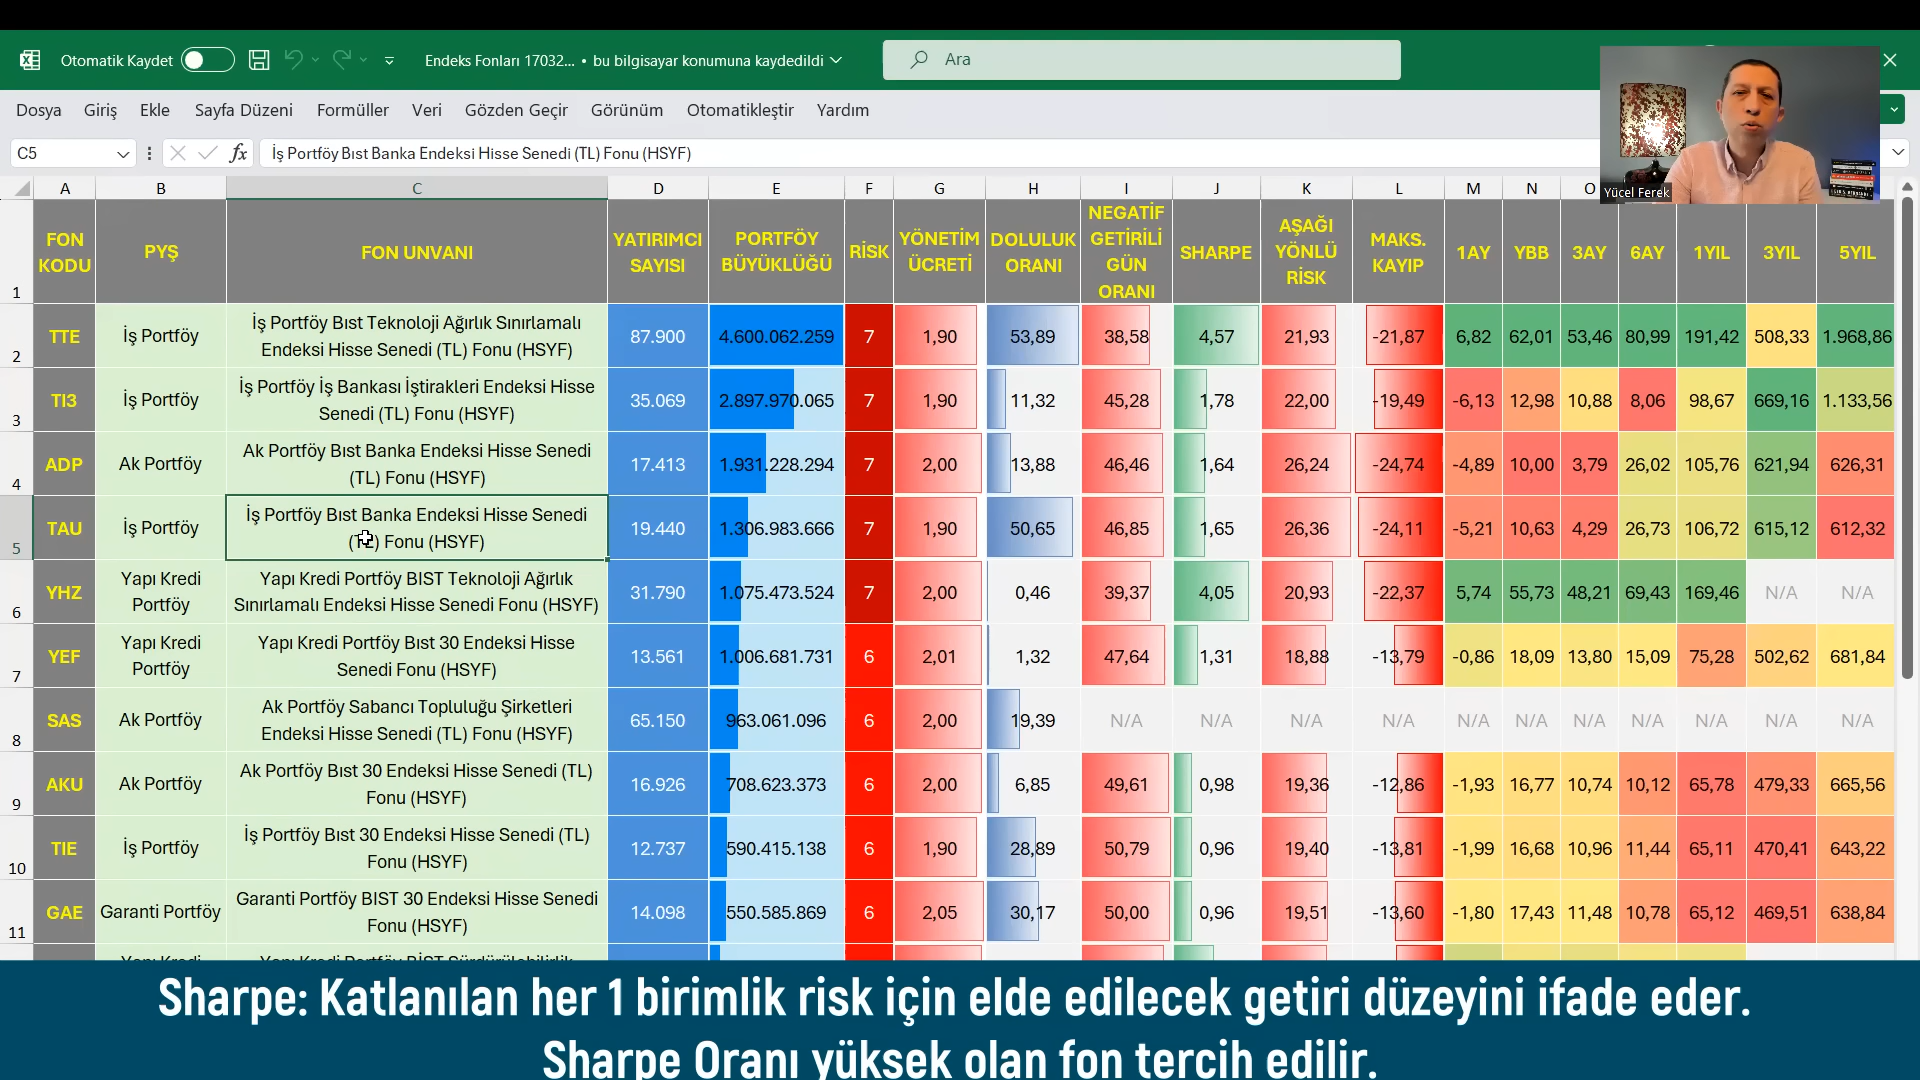 Otomatik Kaydet
Endeks Fonları 17032... • bu bilgisayar konumuna kaydedildi
Ara
Dosya Giriş Ekle Sayfa Düzeni Formüller Veri Gözden Geçir Görünüm Otomatikleştir Yardım
C5 fx İş Portföy Bıst Banka Endeksi Hisse Senedi (TL) Fonu (HSYF)
Yücel Ferek
A B C D E F G H I J K L M N O
1 FON KODU PYŞ FON UNVANI YATIRIMCI SAYISI PORTFÖY BÜYÜKLÜĞÜ RİSK YÖNETİM ÜCRETİ DOLULUK ORANI NEGATİF GETİRİLİ GÜN ORANI SHARPE AŞAĞI YÖNLÜ RİSK MAKS. KAYIP 1AY YBB 3AY 6AY 1YIL 3YIL 5YIL
2 TTE İş Portföy İş Portföy Bıst Teknoloji Ağırlık Sınırlamalı Endeksi Hisse Senedi (TL) Fonu (HSYF) 87.900 4.600.062.259 7 1,90 53,89 38,58 4,57 21,93 -21,87 6,82 62,01 53,46 80,99 191,42 508,33 1.968,86
3 TI3 İş Portföy İş Portföy İş Bankası İştirakleri Endeksi Hisse Senedi (TL) Fonu (HSYF) 35.069 2.897.970.065 7 1,90 11,32 45,28 1,78 22,00 -19,49 -6,13 12,98 10,88 8,06 98,67 669,16 1.133,56
4 ADP Ak Portföy Ak Portföy Bıst Banka Endeksi Hisse Senedi (TL) Fonu (HSYF) 17.413 1.931.228.294 7 2,00 13,88 46,46 1,64 26,24 -24,74 -4,89 10,00 3,79 26,02 105,76 621,94 626,31
5 TAU İş Portföy İş Portföy Bıst Banka Endeksi Hisse Senedi (TL) Fonu (HSYF) 19.440 1.306.983.666 7 1,90 50,65 46,85 1,65 26,36 -24,11 -5,21 10,63 4,29 26,73 106,72 615,12 612,32
6 YHZ Yapı Kredi Portföy Yapı Kredi Portföy BIST Teknoloji Ağırlık Sınırlamalı Endeksi Hisse Senedi Fonu (HSYF) 31.790 1.075.473.524 7 2,00 0,46 39,37 4,05 20,93 -22,37 5,74 55,73 48,21 69,43 169,46 N/A N/A
7 YEF Yapı Kredi Portföy Yapı Kredi Portföy Bıst 30 Endeksi Hisse Senedi Fonu (HSYF) 13.561 1.006.681.731 6 2,01 1,32 47,64 1,31 18,88 -13,79 -0,86 18,09 13,80 15,09 75,28 502,62 681,84
8 SAS Ak Portföy Ak Portföy Sabancı Topluluğu Şirketleri Endeksi Hisse Senedi (TL) Fonu (HSYF) 65.150 963.061.096 6 2,00 19,39 N/A N/A N/A N/A N/A N/A N/A N/A N/A N/A N/A
9 AKU Ak Portföy Ak Portföy Bıst 30 Endeksi Hisse Senedi (TL) Fonu (HSYF) 16.926 708.623.373 6 2,00 6,85 49,61 0,98 19,36 -12,86 -1,93 16,77 10,74 10,12 65,78 479,33 665,56
10 TIE İş Portföy İş Portföy Bıst 30 Endeksi Hisse Senedi (TL) Fonu (HSYF) 12.737 590.415.138 6 1,90 28,89 50,79 0,96 19,40 -13,81 -1,99 16,68 10,96 11,44 65,11 470,41 643,22
11 GAE Garanti Portföy Garanti Portföy BIST 30 Endeksi Hisse Senedi Fonu (HSYF) 14.098 550.585.869 6 2,05 30,17 50,00 0,96 19,51 -13,60 -1,80 17,43 11,48 10,78 65,12 469,51 638,84
Sharpe: Katlanılan her 1 birimlik risk için elde edilecek getiri düzeyini ifade eder.
Sharpe Oranı yüksek olan fon tercih edilir.